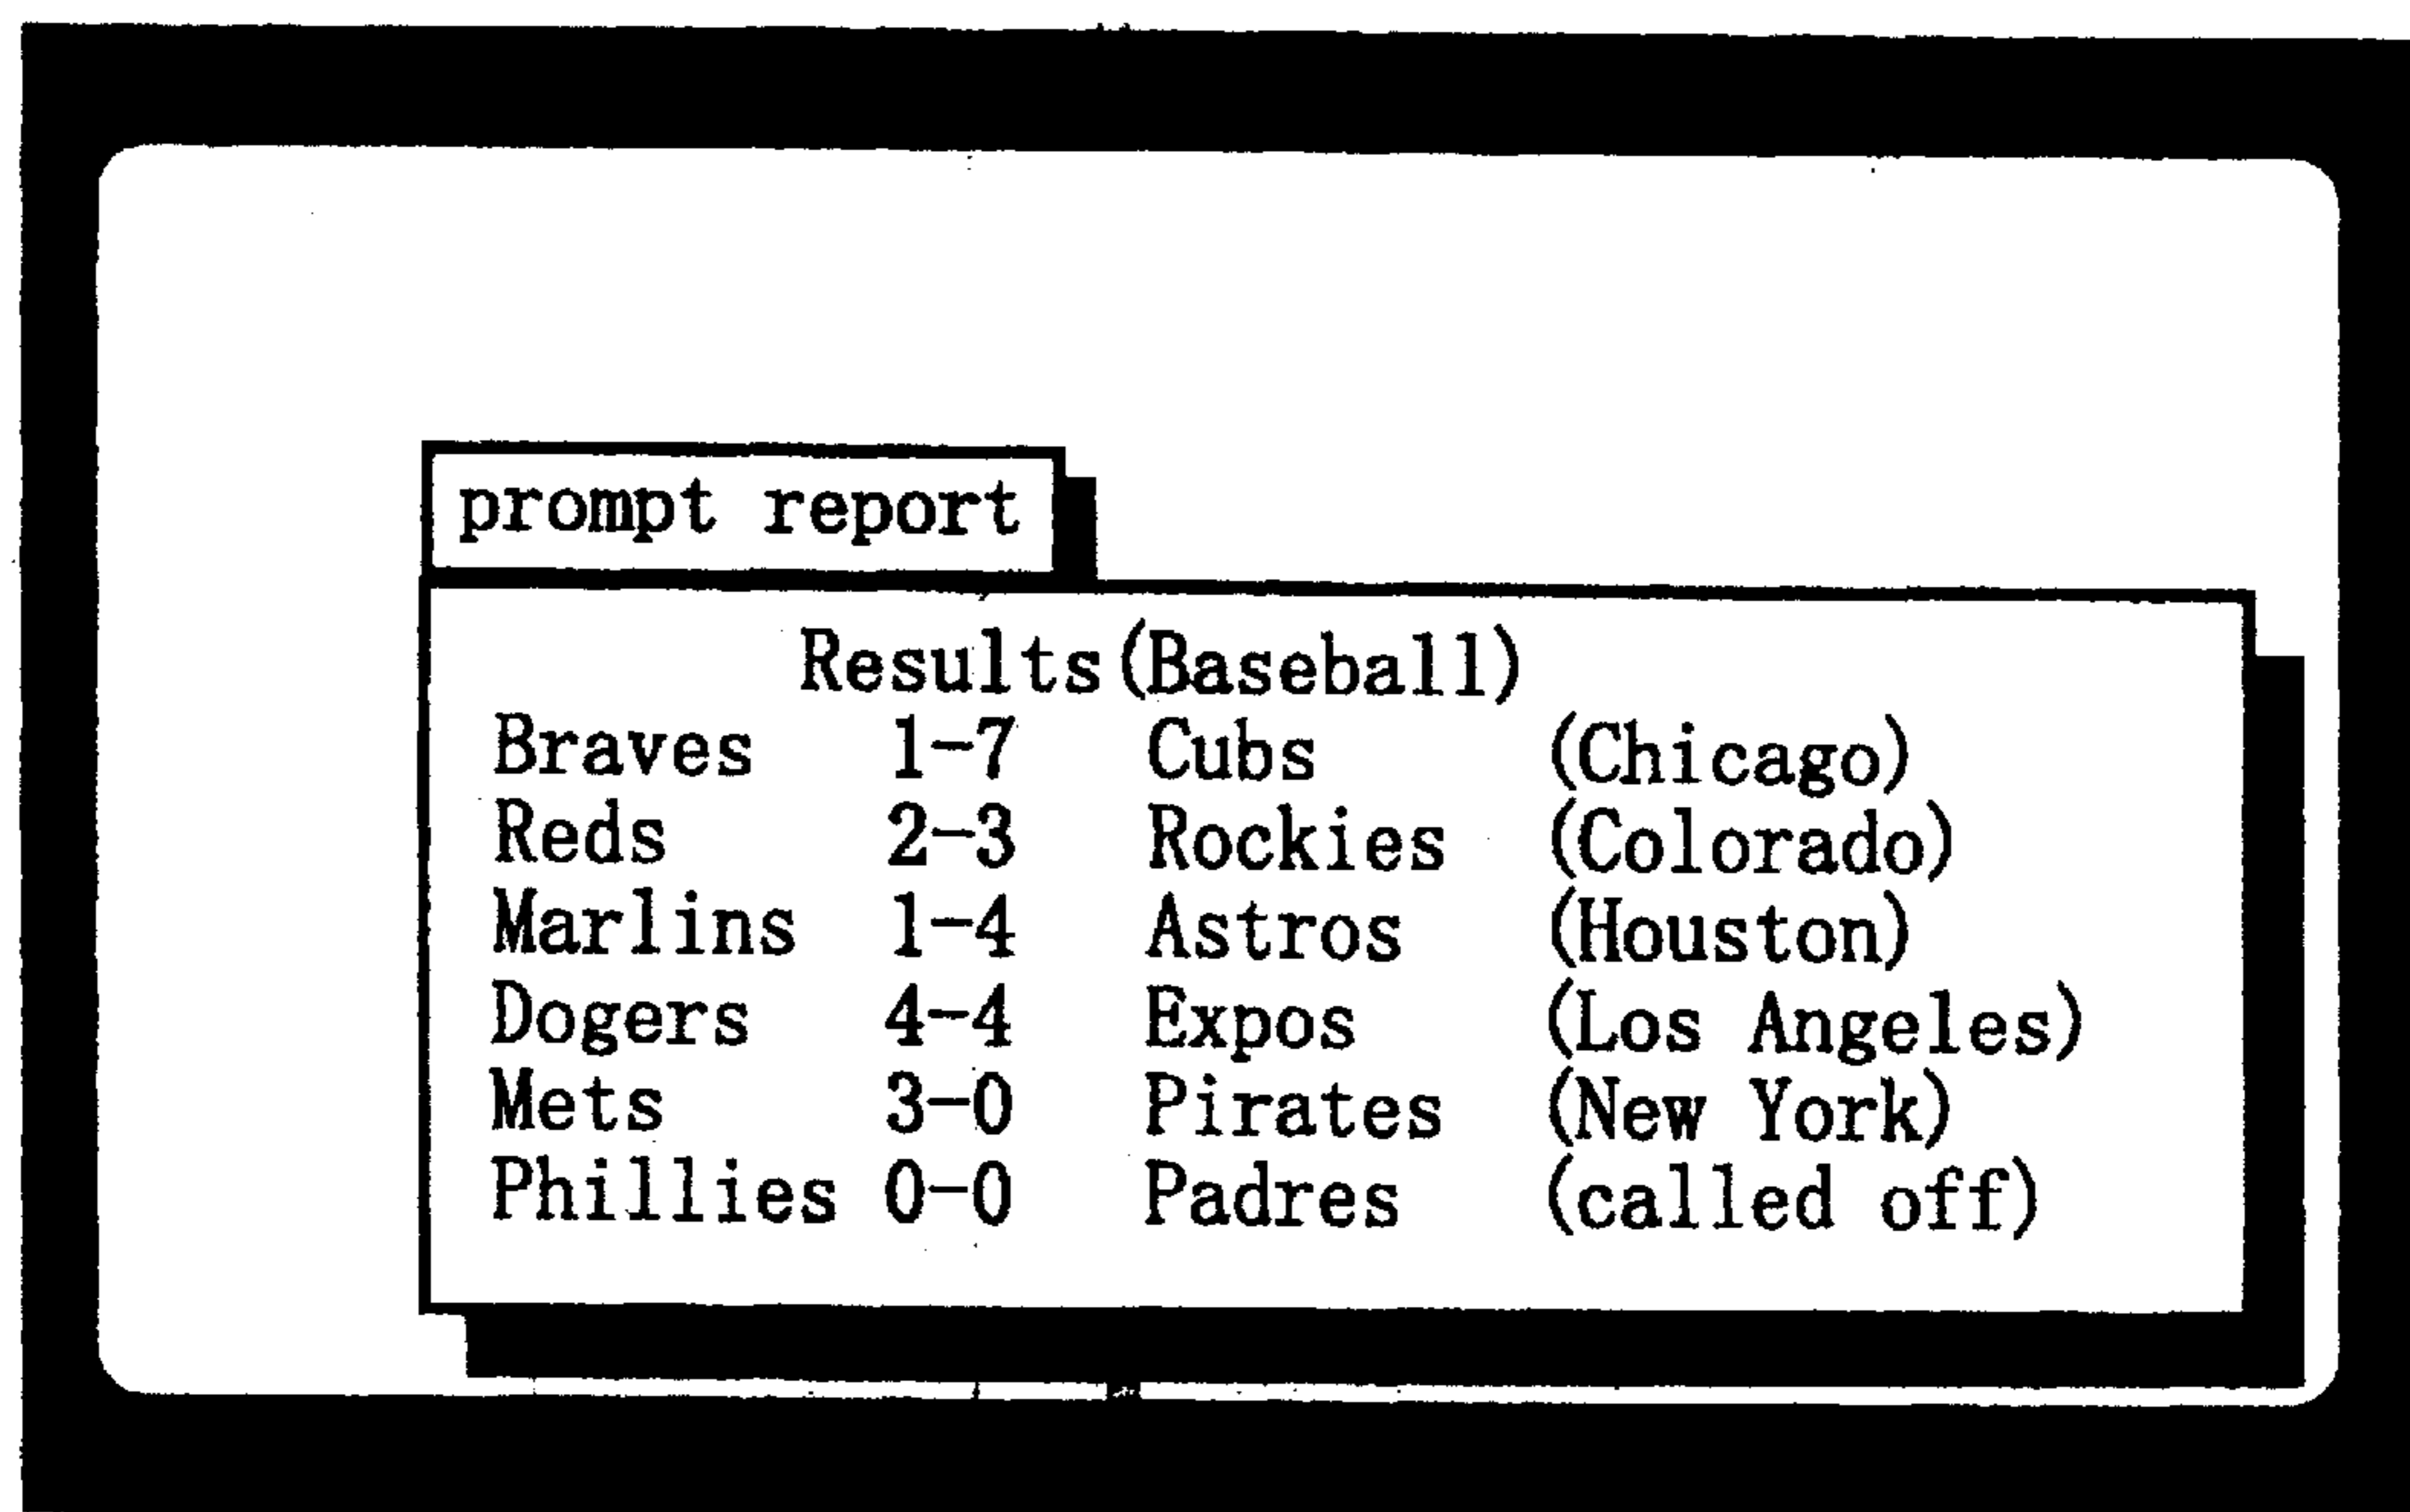 prompt report
Results(Baseball)
Braves 1-7 Cubs (Chicago)
Reds 2-3 Rockies (Colorado)
Marlins 1-4 Astros (Houston)
Dogers 4-4 Expos (Los Angeles)
Mets 3-0 Pirates (New York)
Phillies 0-0 Padres (called off)